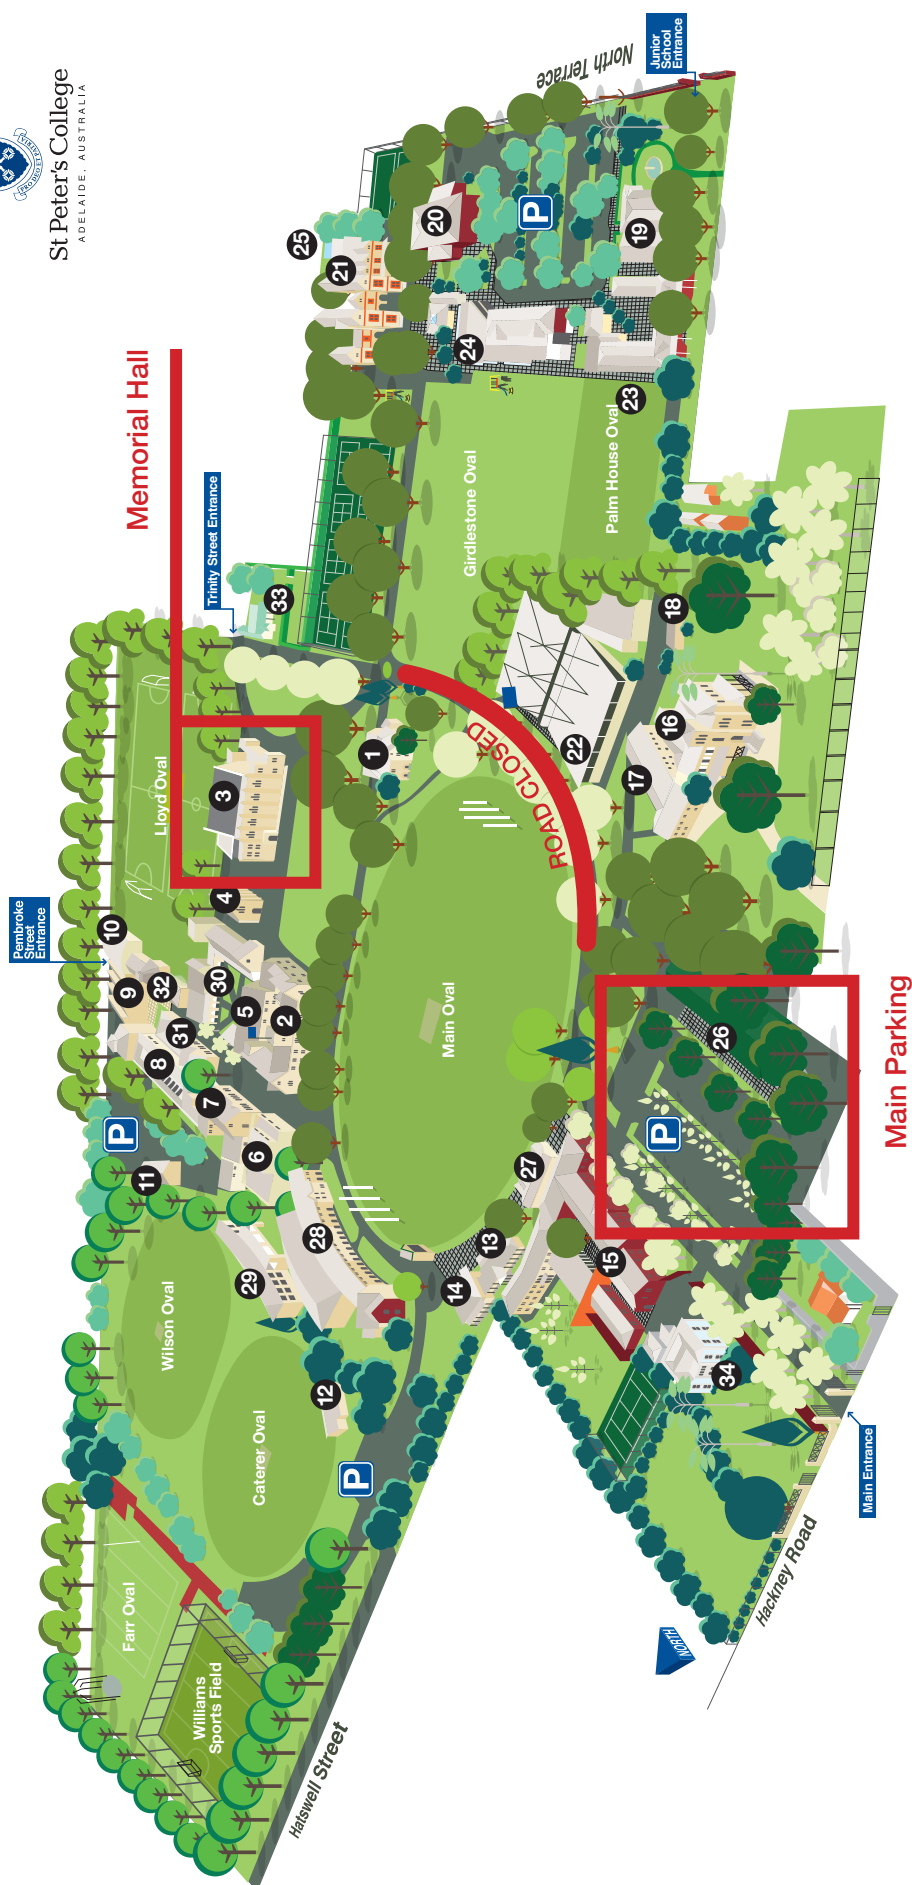 PRO DEO ET PATRIA
St Peter's College
ADELAIDE, AUSTRALIA
North Terrace
Junior
School
Entrance
Memorial Hall
Trinity Street Entrance
Pembroke
Street
Entrance
25
21
20
P
19
24
23
Girdlestone Oval
Palm House Oval
33
18
1
22
16
17
ROAD CLOSED
Lloyd Oval
3
4
10
9
32
30
5
2
31
8
7
6
P
11
Main Oval
26
P
Main Parking
27
13
14
15
28
29
Wilson Oval
12
Caterer Oval
P
34
Main Entrance
Hackney Road
NORTH
Farr Oval
Williams
Sports Field
Hatswell Street